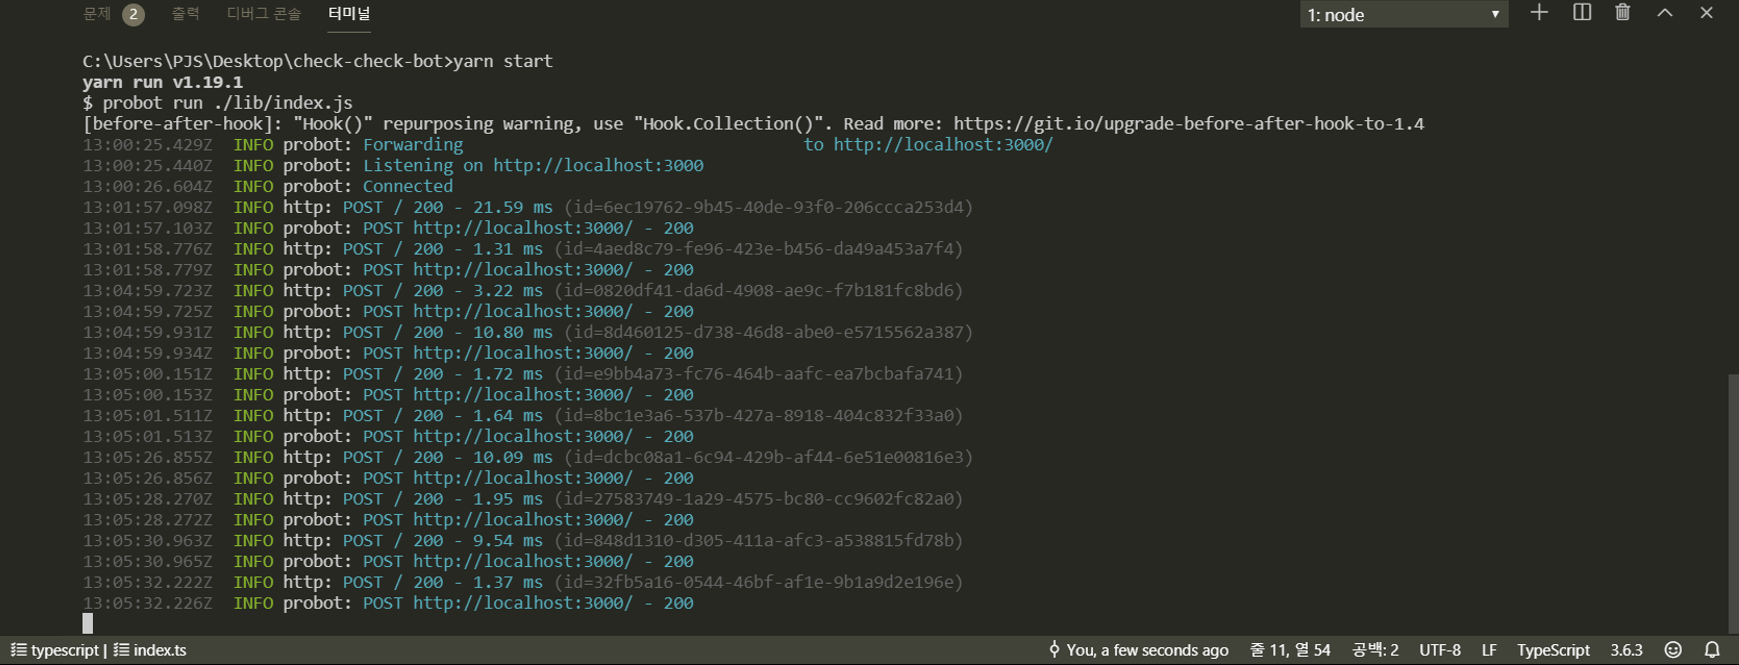 문제 2 출력 디버그 콘솔 터미널 1: node
C:\Users\PJS\Desktop\check-check-bot>yarn start
yarn run v1.19.1
$ probot run ./lib/index.js
[before-after-hook]: "Hook()" repurposing warning, use "Hook.Collection()". Read more: https://git.io/upgrade-before-after-hook-to-1.4
13:00:25.429Z  INFO probot: Forwarding to http://localhost:3000/
13:00:25.440Z  INFO probot: Listening on http://localhost:3000
13:00:26.604Z  INFO probot: Connected
13:01:57.098Z  INFO http: POST / 200 - 21.59 ms (id=6ec19762-9b45-40de-93f0-206ccca253d4)
13:01:57.103Z  INFO probot: POST http://localhost:3000/ - 200
13:01:58.776Z  INFO http: POST / 200 - 1.31 ms (id=4aed8c79-fe96-423e-b456-da49a453a7f4)
13:01:58.779Z  INFO probot: POST http://localhost:3000/ - 200
13:04:59.723Z  INFO http: POST / 200 - 3.22 ms (id=0820df41-da6d-4908-ae9c-f7b181fc8bd6)
13:04:59.725Z  INFO probot: POST http://localhost:3000/ - 200
13:04:59.931Z  INFO http: POST / 200 - 10.80 ms (id=8d460125-d738-46d8-abe0-e5715562a387)
13:04:59.934Z  INFO probot: POST http://localhost:3000/ - 200
13:05:00.151Z  INFO http: POST / 200 - 1.72 ms (id=e9bb4a73-fc76-464b-aafc-ea7bcbafa741)
13:05:00.153Z  INFO probot: POST http://localhost:3000/ - 200
13:05:01.511Z  INFO http: POST / 200 - 1.64 ms (id=8bc1e3a6-537b-427a-8918-404c832f33a0)
13:05:01.513Z  INFO probot: POST http://localhost:3000/ - 200
13:05:26.855Z  INFO http: POST / 200 - 10.09 ms (id=dcbc08a1-6c94-429b-af44-6e51e00816e3)
13:05:26.856Z  INFO probot: POST http://localhost:3000/ - 200
13:05:28.270Z  INFO http: POST / 200 - 1.95 ms (id=27583749-1a29-4575-bc80-cc9602fc82a0)
13:05:28.272Z  INFO probot: POST http://localhost:3000/ - 200
13:05:30.963Z  INFO http: POST / 200 - 9.54 ms (id=848d1310-d305-411a-afc3-a538815fd78b)
13:05:30.965Z  INFO probot: POST http://localhost:3000/ - 200
13:05:32.222Z  INFO http: POST / 200 - 1.37 ms (id=32fb5a16-0544-46bf-af1e-9b1a9d2e196e)
13:05:32.226Z  INFO probot: POST http://localhost:3000/ - 200
typescript | index.ts You, a few seconds ago 줄 11, 열 54 공백: 2 UTF-8 LF TypeScript 3.6.3